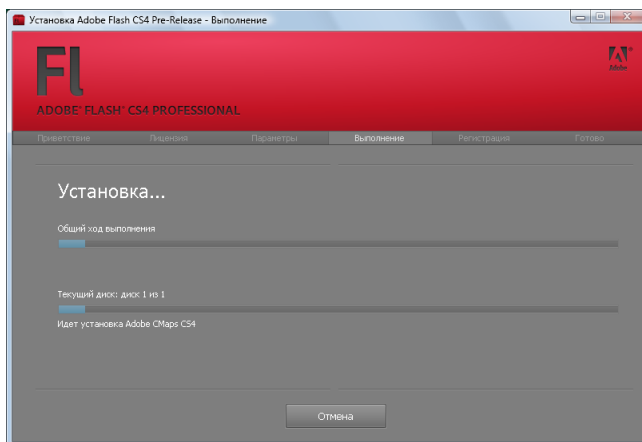 Установка Adobe Flash CS4 Pre-Release - Выполнение
Fl
Adobe
ADOBE® FLASH® CS4 PROFESSIONAL
Приветствие Лицензия Параметры Выполнение Регистрация Готово
Установка...
Общий ход выполнения
Текущий диск: диск 1 из 1
Идет установка Adobe CMaps CS4
Отмена